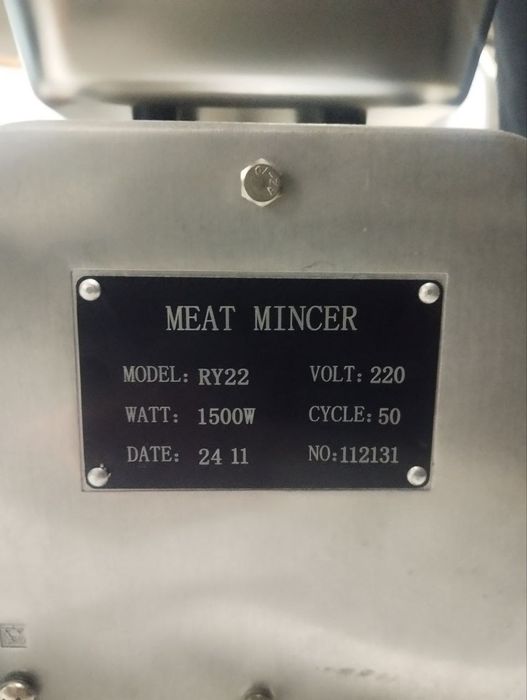 MEAT MINCER
MODEL: RY22 VOLT: 220
WATT: 1500W CYCLE: 50
DATE: 24 11 NO:112131